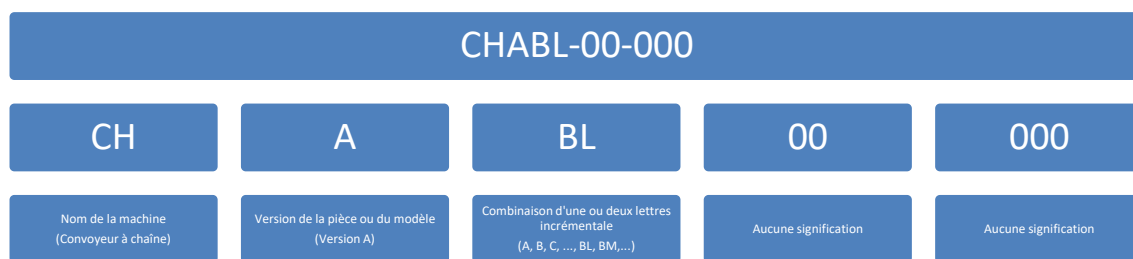 CHABL-00-000
CH
A
BL
00
000
Nom de la machine
(Convoyeur à chaîne)
Version de la pièce ou du modèle
(Version A)
Combinaison d'une ou deux lettres
incrémentale
(A, B, C, ..., BL, BM,...)
Aucune signification
Aucune signification